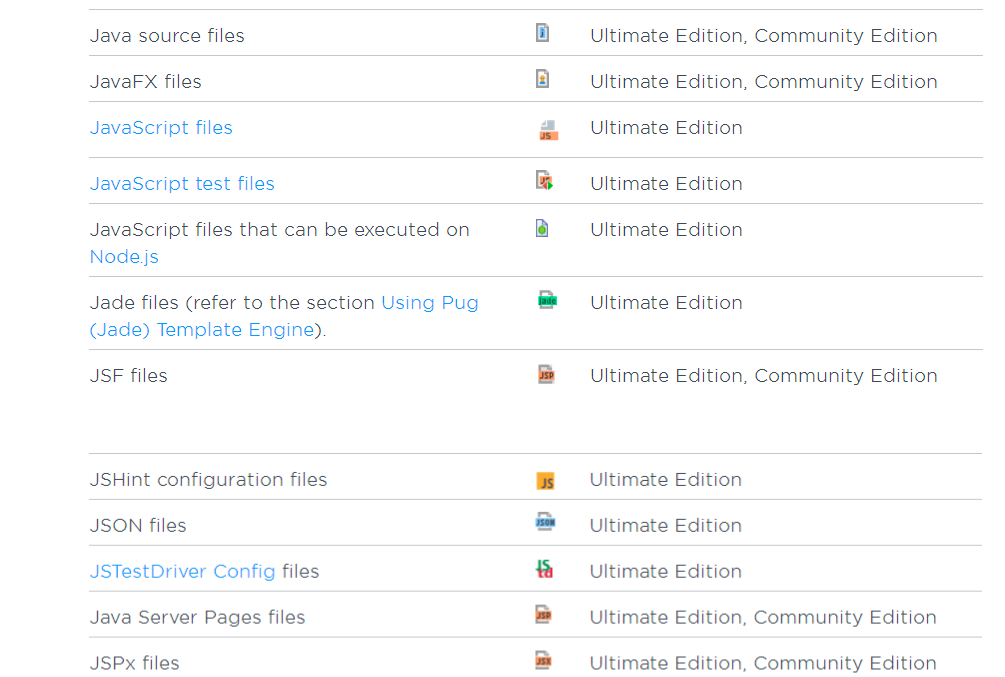 Java source files Ultimate Edition, Community Edition
JavaFX files Ultimate Edition, Community Edition
JavaScript files JS Ultimate Edition
JavaScript test files Ultimate Edition
JavaScript files that can be executed on Ultimate Edition
Node.js
Jade files (refer to the section Using Pug jade Ultimate Edition
(Jade) Template Engine).
JSF files JSP Ultimate Edition, Community Edition
JSHint configuration files JS Ultimate Edition
JSON files JSON Ultimate Edition
JSTestDriver Config files JS td Ultimate Edition
Java Server Pages files JSP Ultimate Edition, Community Edition
JSPx files JSX Ultimate Edition, Community Edition